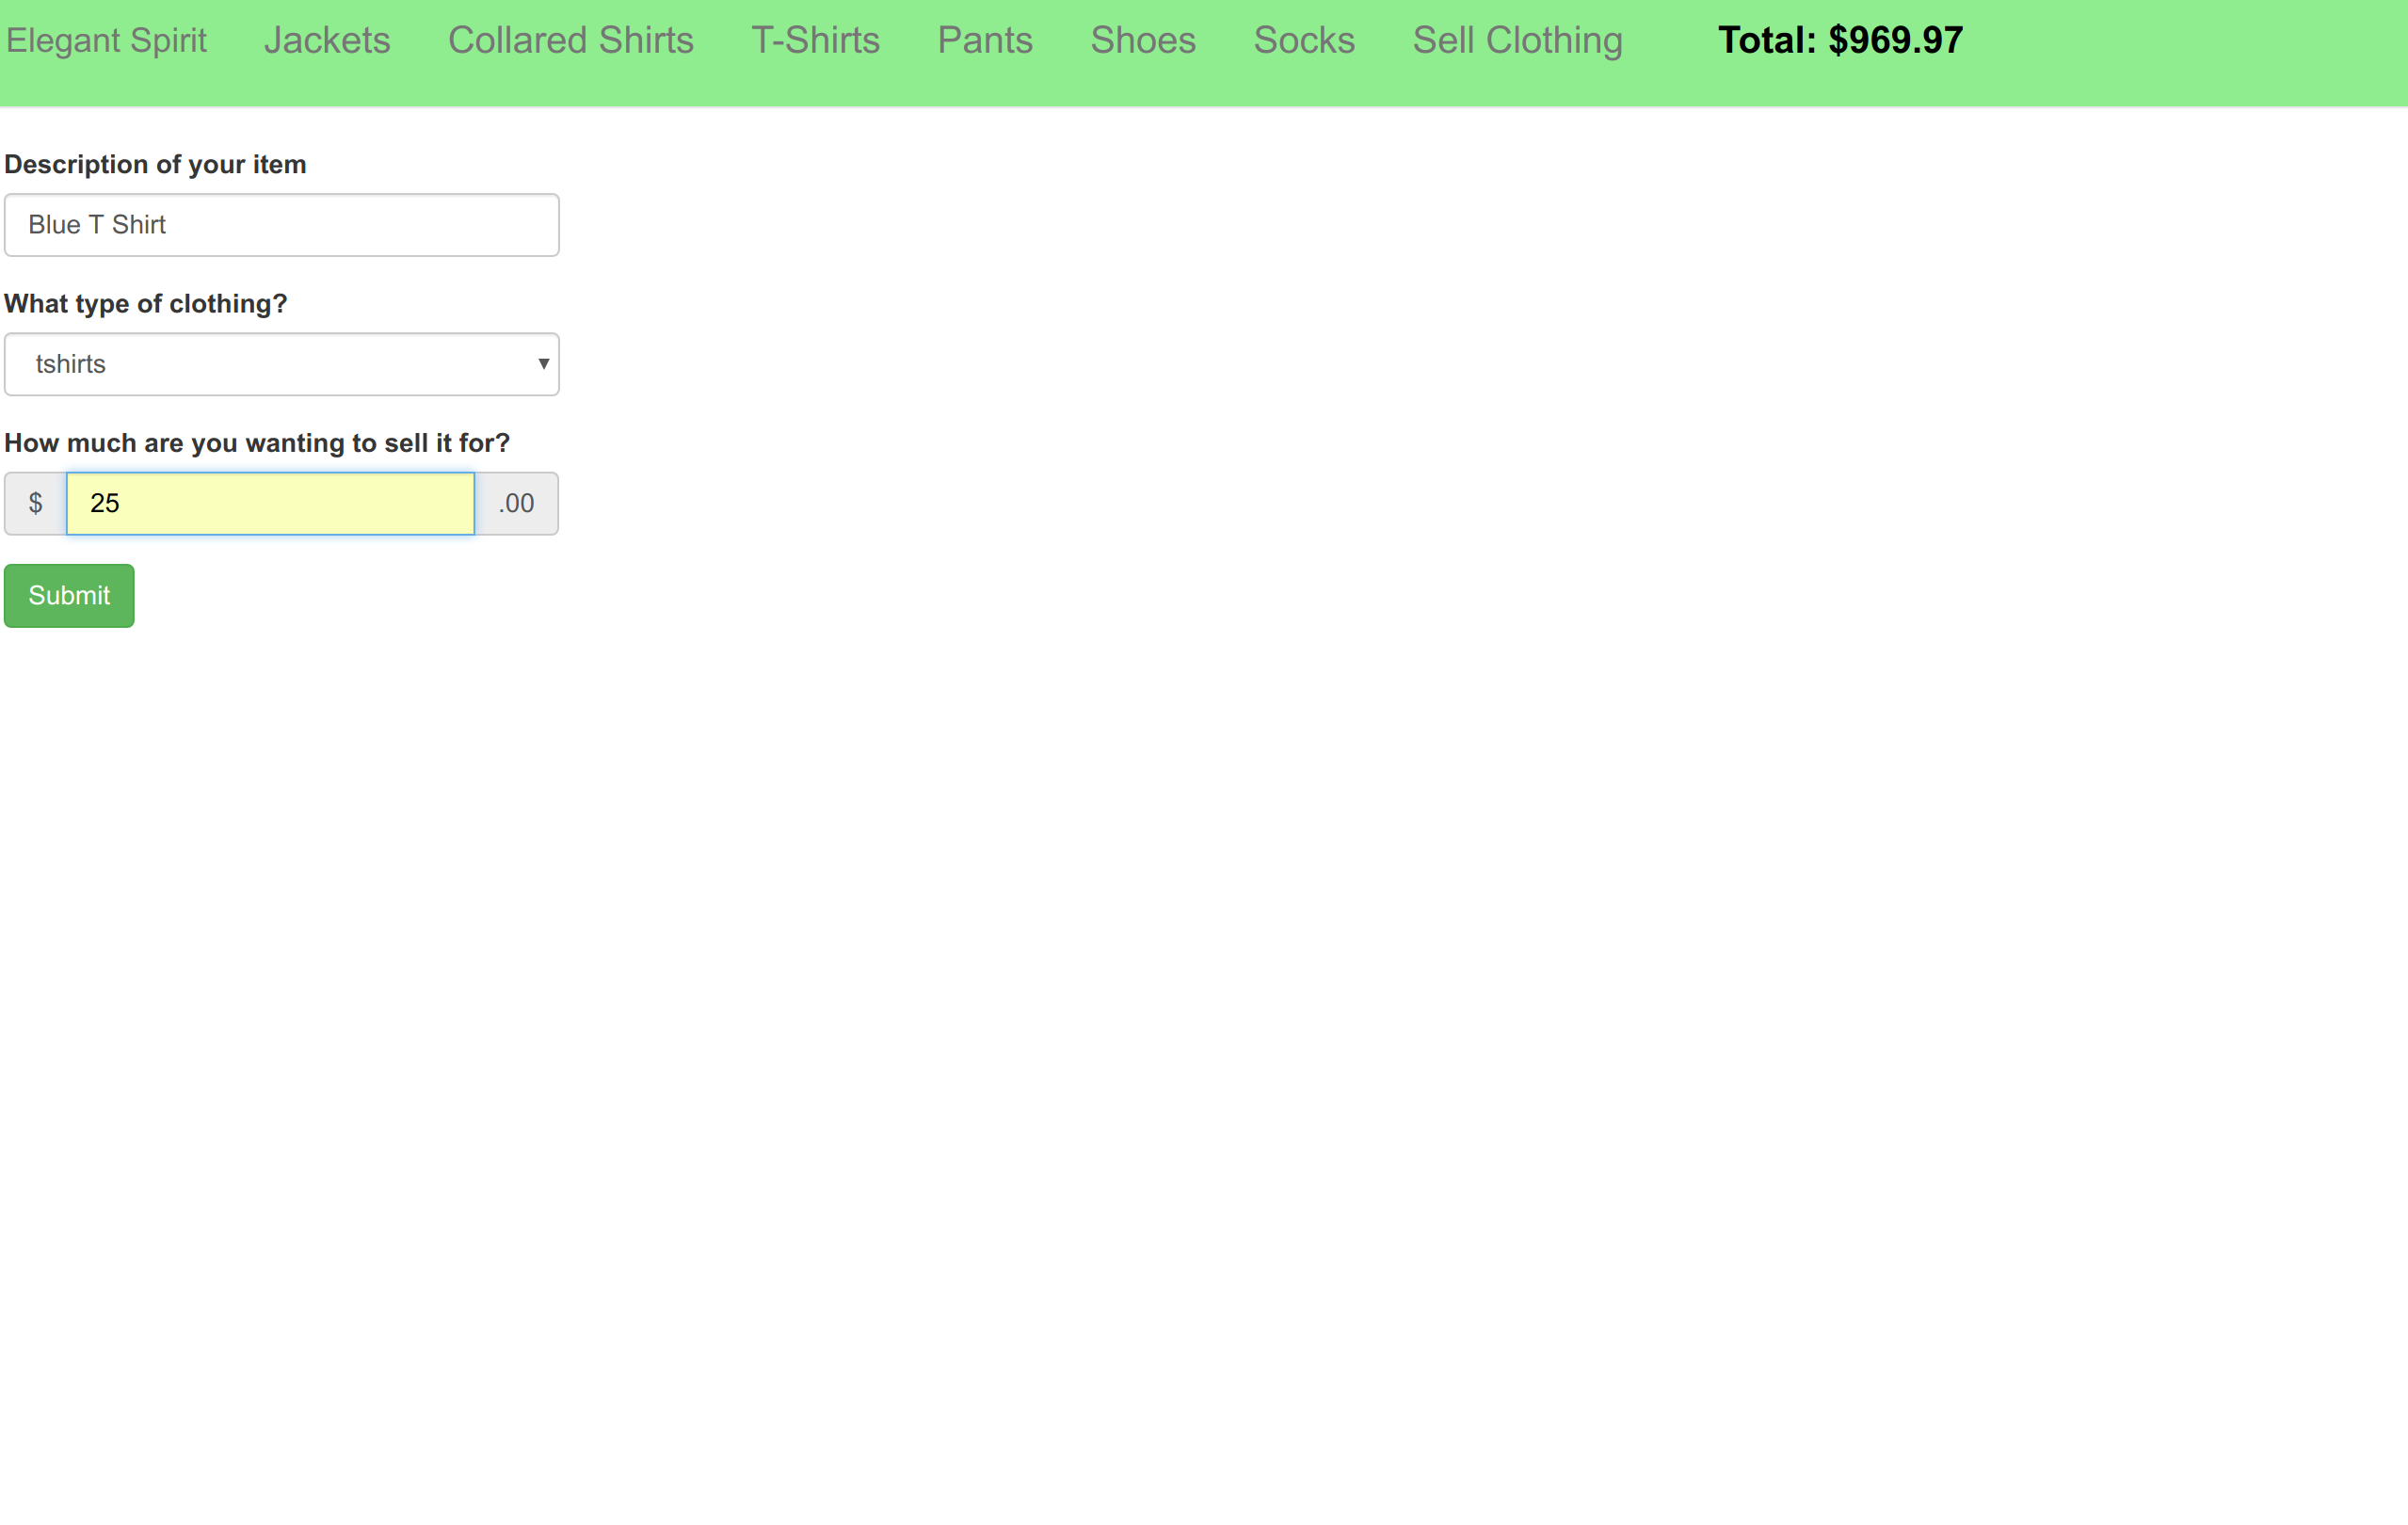 Elegant Spirit Jackets Collared Shirts T-Shirts Pants Shoes Socks Sell Clothing Total: $969.97
Description of your item
Blue T Shirt
What type of clothing?
tshirts
How much are you wanting to sell it for?
$ 25 .00
Submit